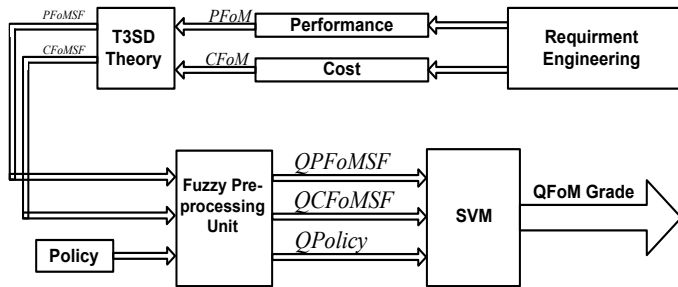 PFoMSF
CFoMSF
T3SD
Theory
PFoM
CFoM
Performance
Cost
Requirment
Engineering
Fuzzy Pre-
processing
Unit
Policy
QPFoMSF
QCFoMSF
QPolicy
SVM
QFoM Grade